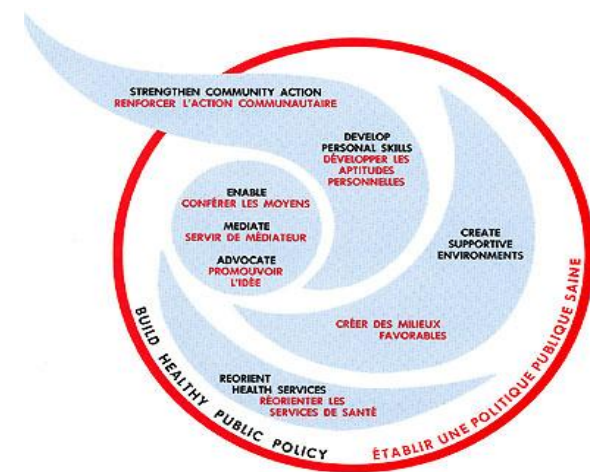 STRENGTHEN COMMUNITY ACTION
RENFORCER L'ACTION COMMUNAUTAIRE
DEVELOP
PERSONAL SKILLS
DÉVELOPPER LES
APTITUDES
PERSONNELLES
ENABLE
CONFÉRER LES MOYENS
MEDIATE
SERVIR DE MÉDIATEUR
ADVOCATE
PROMOUVOIR
L'IDÈE
CREATE
SUPPORTIVE
ENVIRONMENTS
CRÉER DES MILIEUX
FAVORABLES
REORIENT
HEALTH SERVICES
RÉORIENTER LES
SERVICES DE SANTÈ
BUILD HEALTHY PUBLIC POLICY
ÉTABLIR UNE POLITIQUE PUBLIQUE SAINE